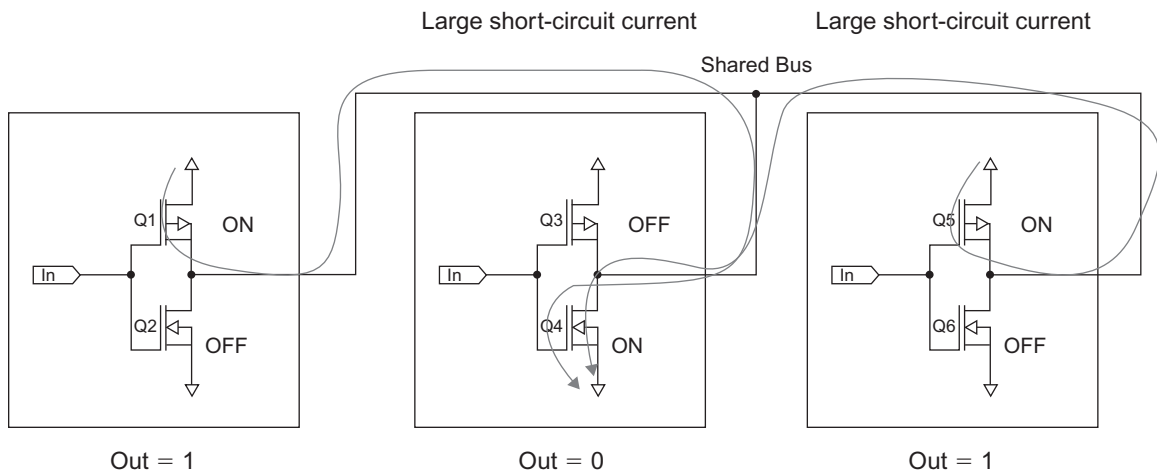 Large short-circuit current
Large short-circuit current
Shared Bus
Q1
ON
In
Q2
OFF
Q3
OFF
In
Q4
ON
Q5
ON
In
Q6
OFF
Out = 1
Out = 0
Out = 1